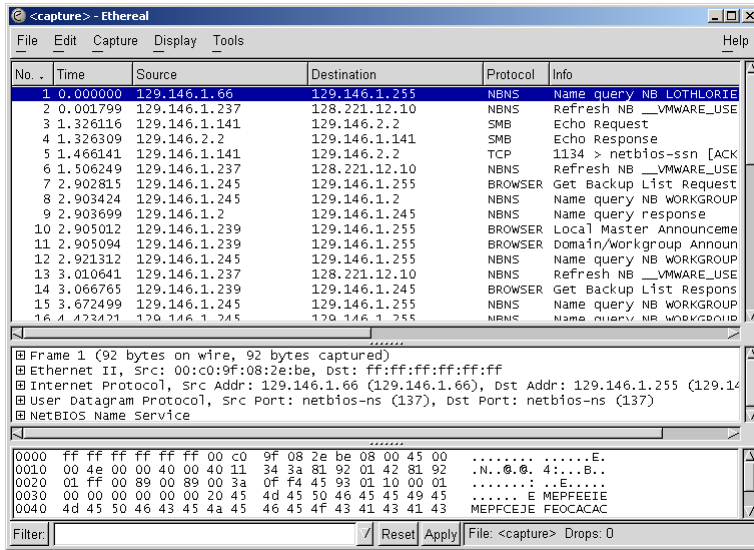 <capture> - Ethereal
File Edit Capture Display Tools Help
No. . Time Source Destination Protocol Info
1 0.000000 129.146.1.66 129.146.1.255 NBNS Name query NB LOTHLORIE
2 0.001799 129.146.1.237 128.221.12.10 NBNS Refresh NB __VMWARE_USE
3 1.326116 129.146.1.141 129.146.2.2 SMB Echo Request
4 1.326309 129.146.2.2 129.146.1.141 SMB Echo Response
5 1.466141 129.146.1.141 129.146.2.2 TCP 1134 > netbios-ssn [ACK
6 1.506249 129.146.1.237 128.221.12.10 NBNS Refresh NB __VMWARE_USE
7 2.902815 129.146.1.245 129.146.1.255 BROWSER Get Backup List Request
8 2.903424 129.146.1.245 129.146.1.2 NBNS Name query NB WORKGROUP
9 2.903699 129.146.1.2 129.146.1.245 NBNS Name query response
10 2.905012 129.146.1.239 129.146.1.255 BROWSER Local Master Announceme
11 2.905094 129.146.1.239 129.146.1.255 BROWSER Domain/Workgroup Announ
12 2.921312 129.146.1.245 129.146.1.255 NBNS Name query NB WORKGROUP
13 3.010641 129.146.1.237 128.221.12.10 NBNS Refresh NB __VMWARE_USE
14 3.066765 129.146.1.239 129.146.1.245 BROWSER Get Backup List Respons
15 3.672499 129.146.1.245 129.146.1.255 NBNS Name query NB WORKGROUP
16 4.423421 129.146.1.245 129.146.1.255 NBNS Name query NB WORKGROUP
Frame 1 (92 bytes on wire, 92 bytes captured)
Ethernet II, Src: 00:c0:9f:08:2e:be, Dst: ff:ff:ff:ff:ff:ff
Internet Protocol, Src Addr: 129.146.1.66 (129.146.1.66), Dst Addr: 129.146.1.255 (129.14
User Datagram Protocol, Src Port: netbios-ns (137), Dst Port: netbios-ns (137)
NetBIOS Name Service
0000 ff ff ff ff ff ff 00 c0 9f 08 2e be 08 00 45 00 ........ ......E.
0010 00 4e 00 00 40 00 40 11 34 3a 81 92 01 42 81 92 .N..@.@. 4:...B..
0020 01 ff 00 89 00 89 00 3a 0f f4 45 93 01 10 00 01 .......: ..E.....
0030 00 00 00 00 00 00 20 45 4d 45 50 46 45 45 49 45 ...... E MEPFEEIE
0040 4d 45 50 46 43 45 4a 45 46 45 4f 43 41 43 41 43 MEPFCEJE FEOCACAC
Filter: Reset Apply File: <capture> Drops: 0